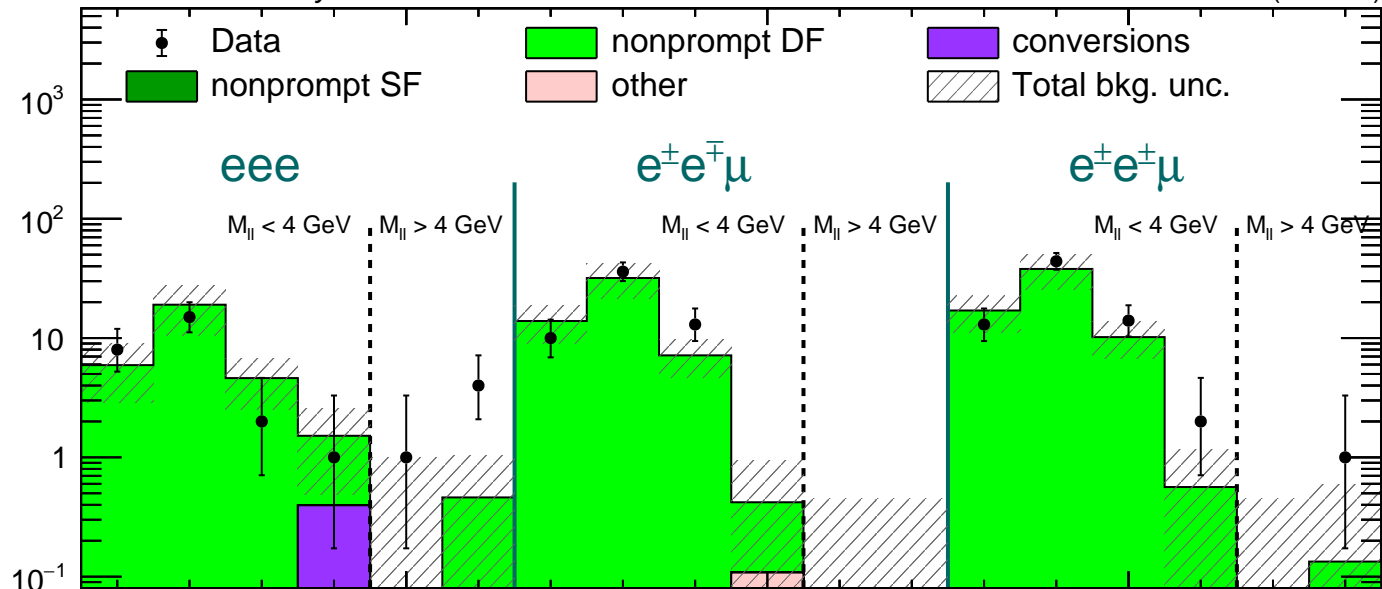 Data nonprompt DF conversions
nonprompt SF other Total bkg. unc.
10³
eee e±e∓μ e±e±μ
10²
M_ll < 4 GeV M_ll > 4 GeV M_ll < 4 GeV M_ll > 4 GeV M_ll < 4 GeV M_ll > 4 GeV
10
1
10⁻¹